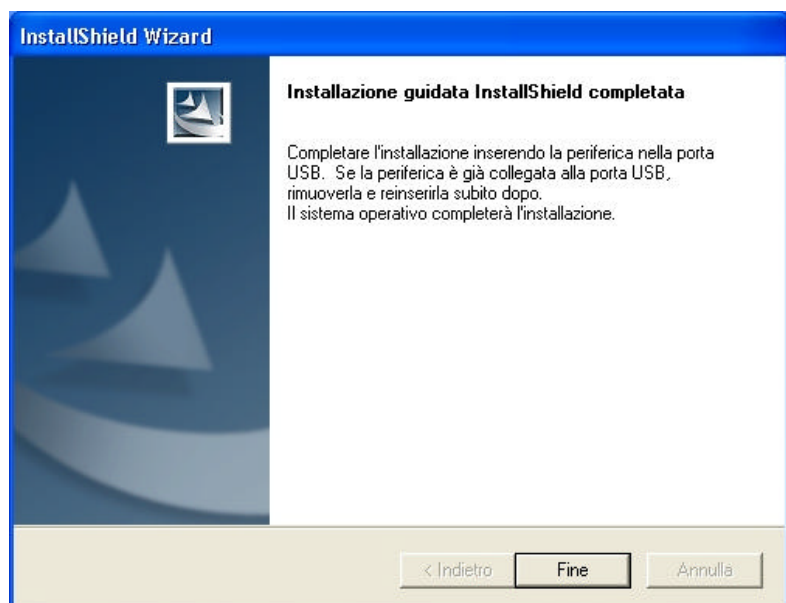 InstallShield Wizard
Installazione guidata InstallShield completata
Completare l'installazione inserendo la periferica nella porta
USB. Se la periferica è già collegata alla porta USB,
rimuoverla e reinserirla subito dopo.
Il sistema operativo completerà l'installazione.
< Indietro
Fine
Annulla